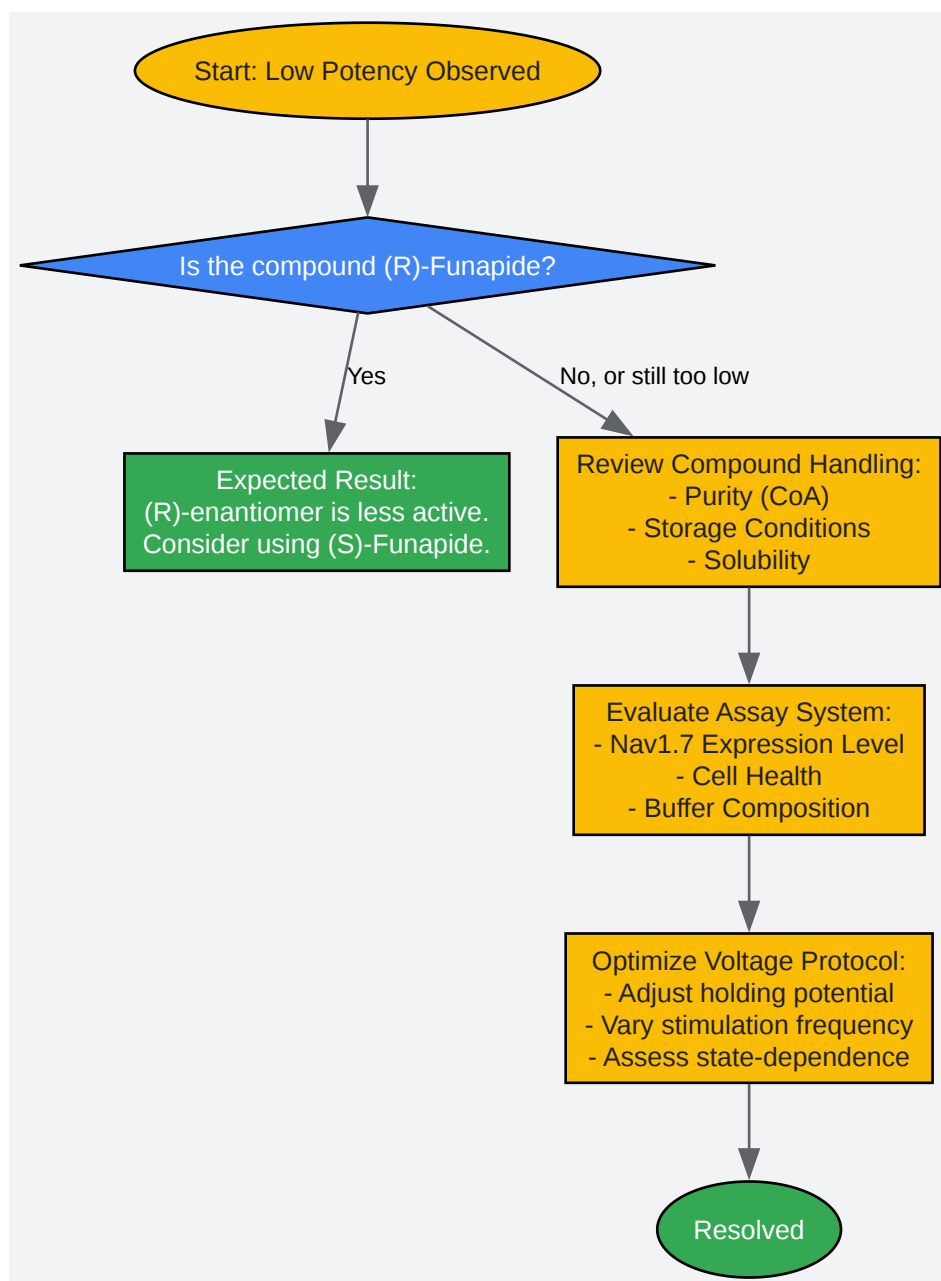 Start: Low Potency Observed
Is the compound (R)-Funapide?
Yes
No, or still too low
Expected Result:
(R)-enantiomer is less active.
Consider using (S)-Funapide.
Review Compound Handling:
- Purity (CoA)
- Storage Conditions
- Solubility
Evaluate Assay System:
- Nav1.7 Expression Level
- Cell Health
- Buffer Composition
Optimize Voltage Protocol:
- Adjust holding potential
- Vary stimulation frequency
- Assess state-dependence
Resolved